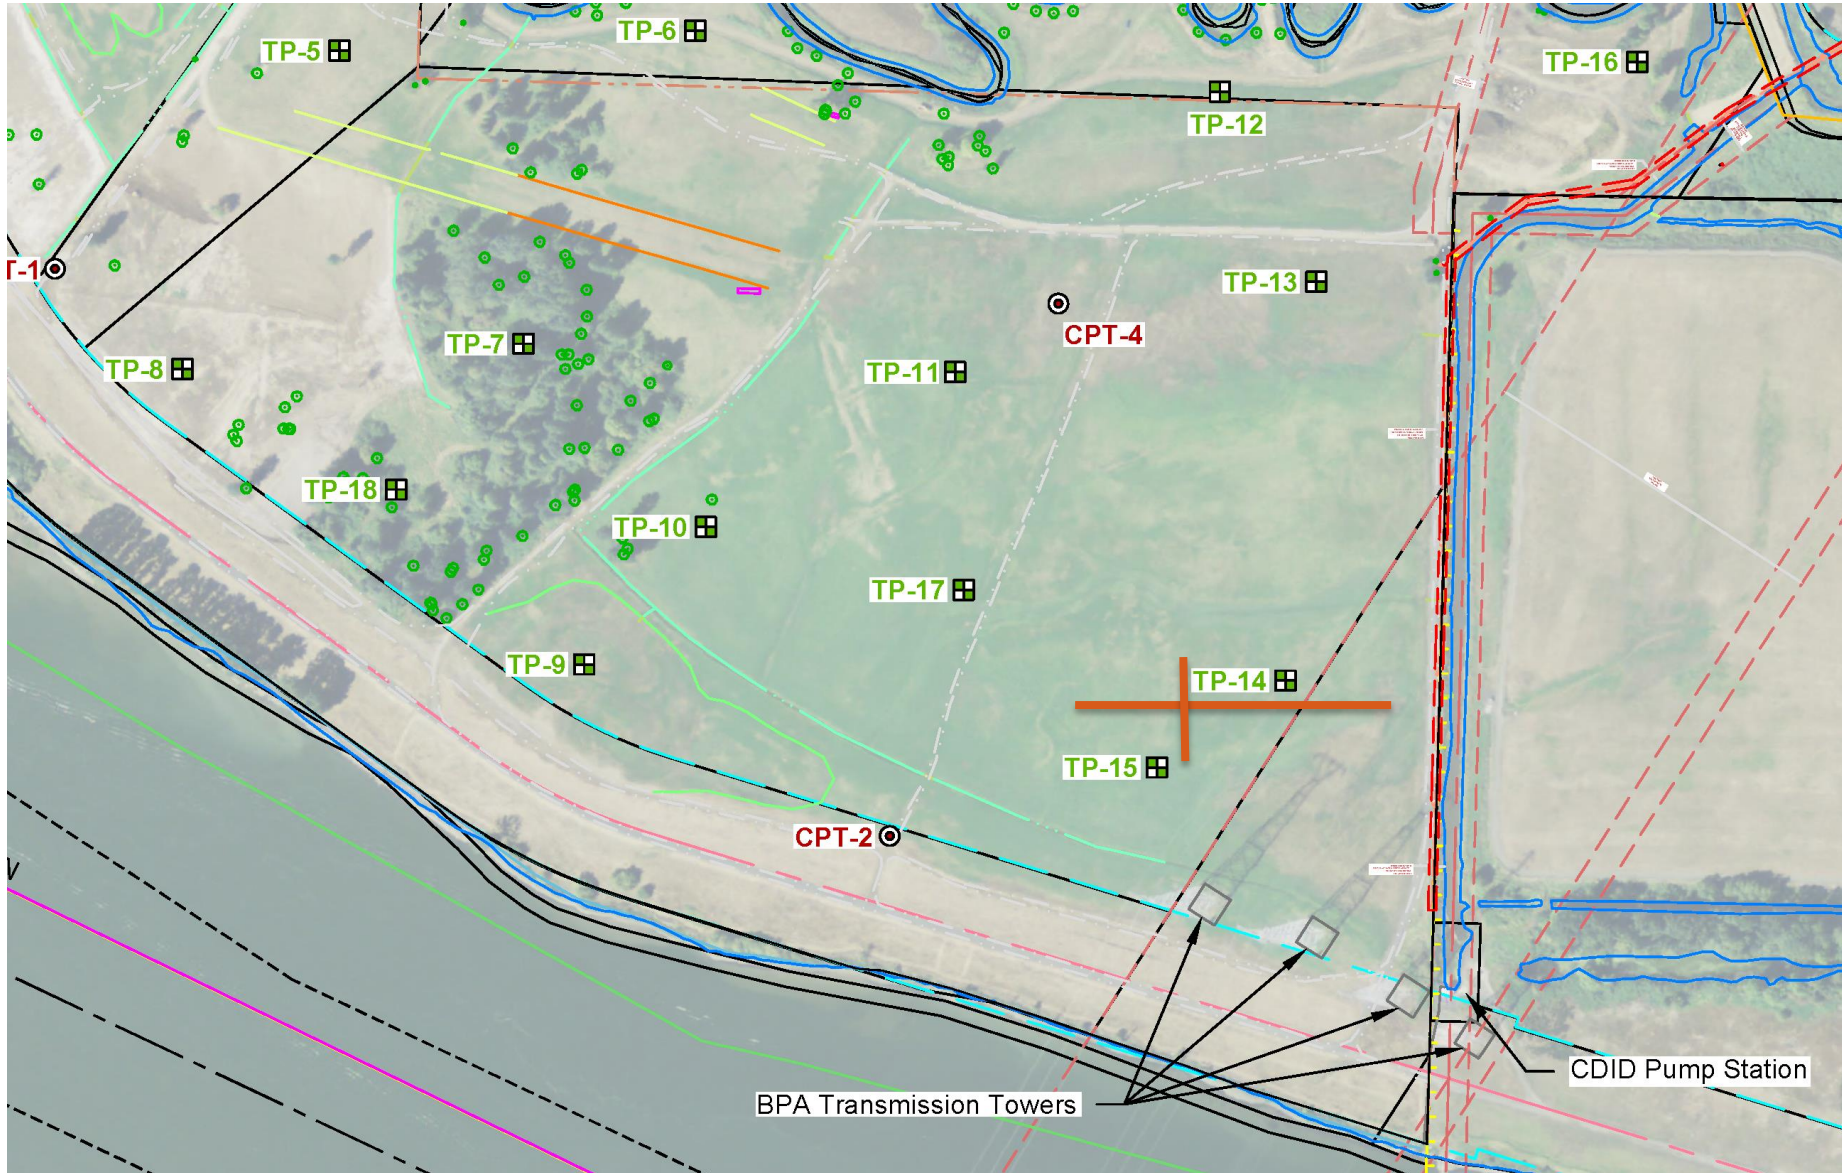 TP-5
TP-6
TP-16
TP-12
T-1
TP-13
CPT-4
TP-7
TP-8
TP-11
TP-18
TP-10
TP-17
TP-9
TP-14
TP-15
CPT-2
CDID Pump Station
BPA Transmission Towers